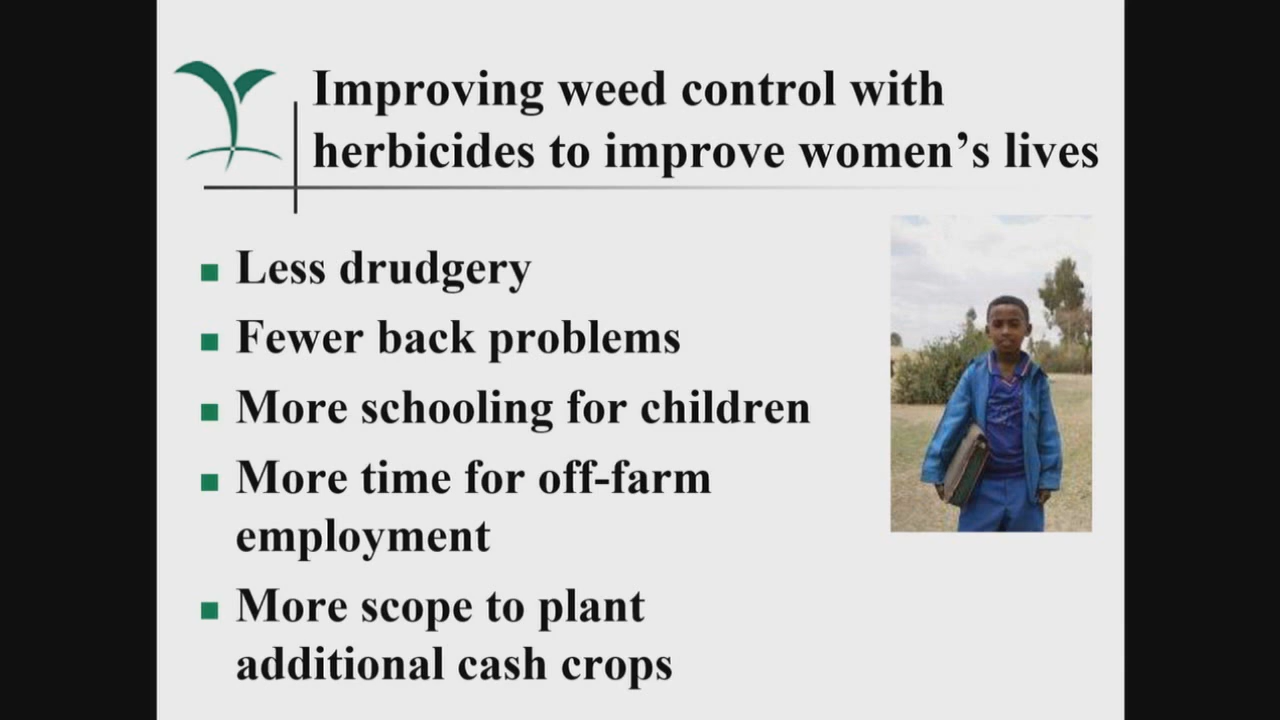 Improving weed control with
herbicides to improve women’s lives
Less drudgery
Fewer back problems
More schooling for children
More time for off-farm
employment
More scope to plant
additional cash crops